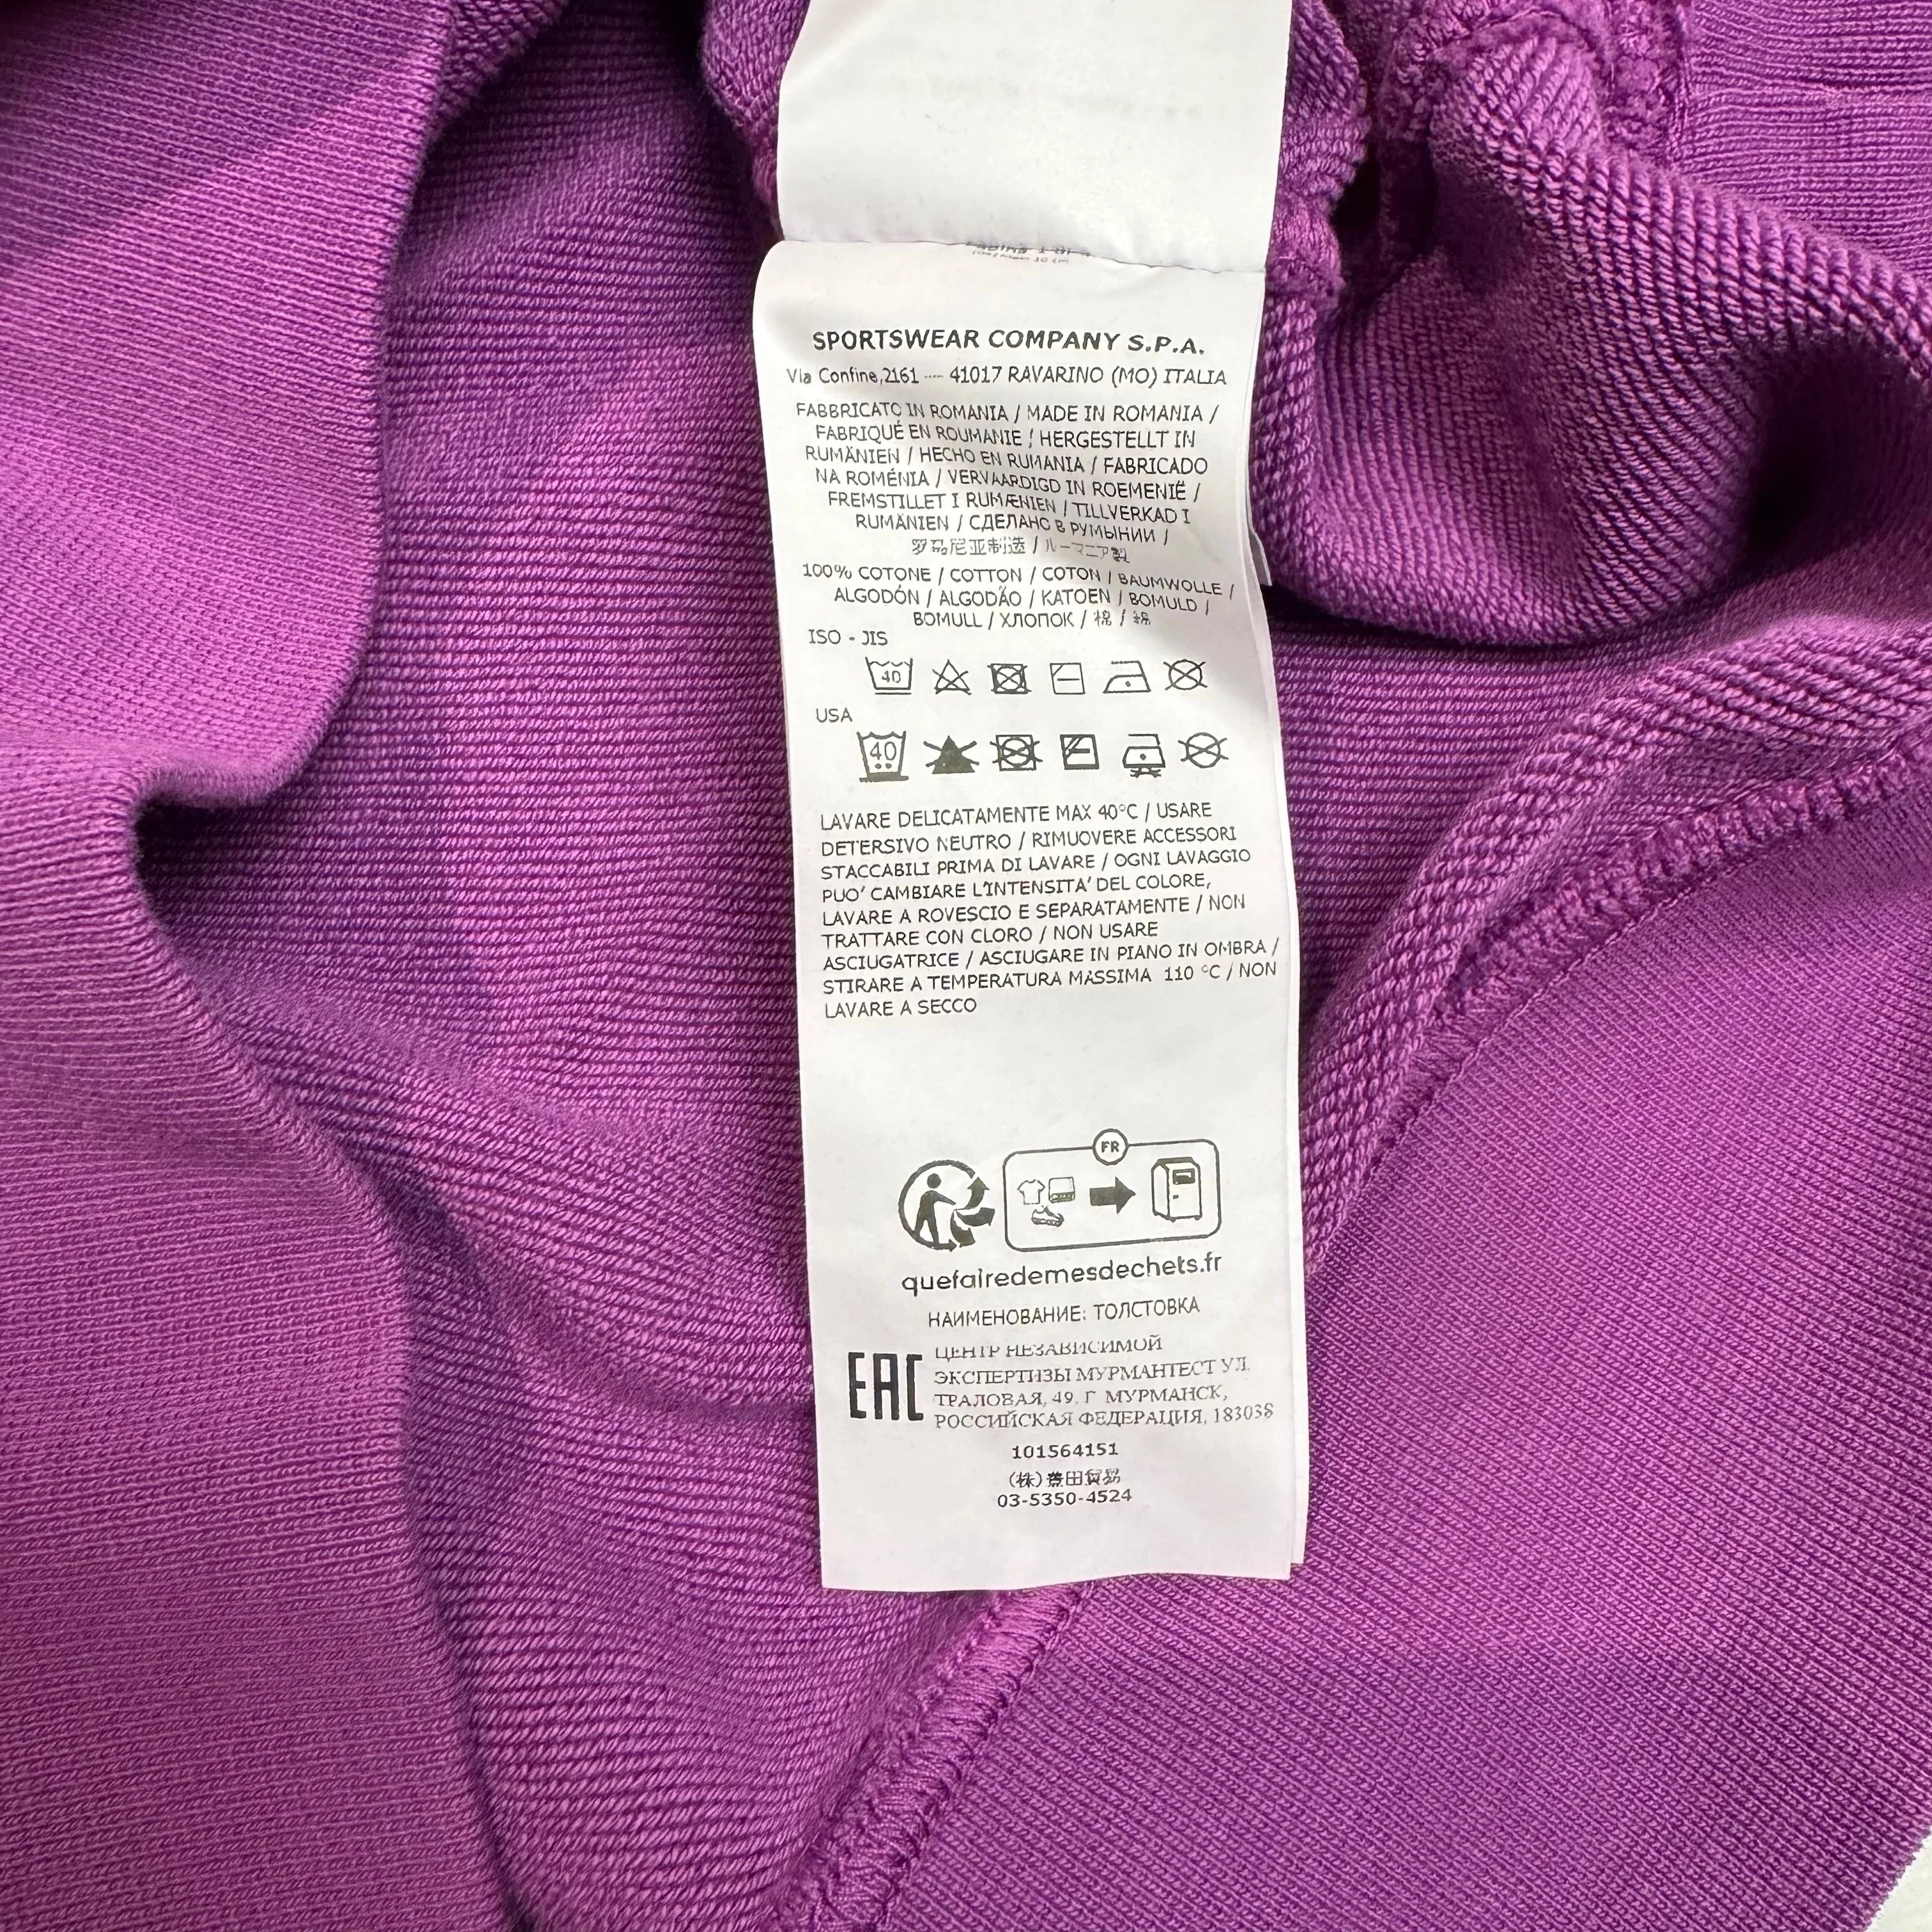 SPORTSWEAR COMPANY S.P.A.
Via Confine,2161 --- 41017 RAVARINO (MO) ITALIA
FABBRICATO IN ROMANIA / MADE IN ROMANIA /
FABRIQUÉ EN ROUMANIE / HERGESTELLT IN
RUMÄNIEN / HECHO EN RUMANIA / FABRICADO
NA ROMÉNIA / VERVAARDIGD IN ROEMENIË /
FREMSTILLET I RUMÆNIEN / TILLVERKAD I
RUMÄNIEN / СДЕЛАНО В РУМЫНИИ /
罗马尼亚制造 / ルーマニア製
100% COTONE / COTTON / COTON / BAUMWOLLE /
ALGODÓN / ALGODÃO / KATOEN / BOMULD /
BOMULL / ХЛОПОК / 棉 / 綿
ISO - JIS
40
USA
40
LAVARE DELICATAMENTE MAX 40°C / USARE
DETERSIVO NEUTRO / RIMUOVERE ACCESSORI
STACCABILI PRIMA DI LAVARE / OGNI LAVAGGIO
PUO' CAMBIARE L'INTENSITA' DEL COLORE,
LAVARE A ROVESCIO E SEPARATAMENTE / NON
TRATTARE CON CLORO / NON USARE
ASCIUGATRICE / ASCIUGARE IN PIANO IN OMBRA /
STIRARE A TEMPERATURA MASSIMA 110 °C / NON
LAVARE A SECCO
FR
quefairedemesdechets.fr
НАИМЕНОВАНИЕ: ТОЛСТОВКА
EAC
ЦЕНТР НЕЗАВИСИМОЙ
ЭКСПЕРТИЗЫ МУРМАНТЕСТ УЛ.
ТРАЛОВАЯ, 49, Г МУРМАНСК,
РОССИЙСКАЯ ФЕДЕРАЦИЯ, 183038
101564151
(株)豊田貿易
03-5350-4524